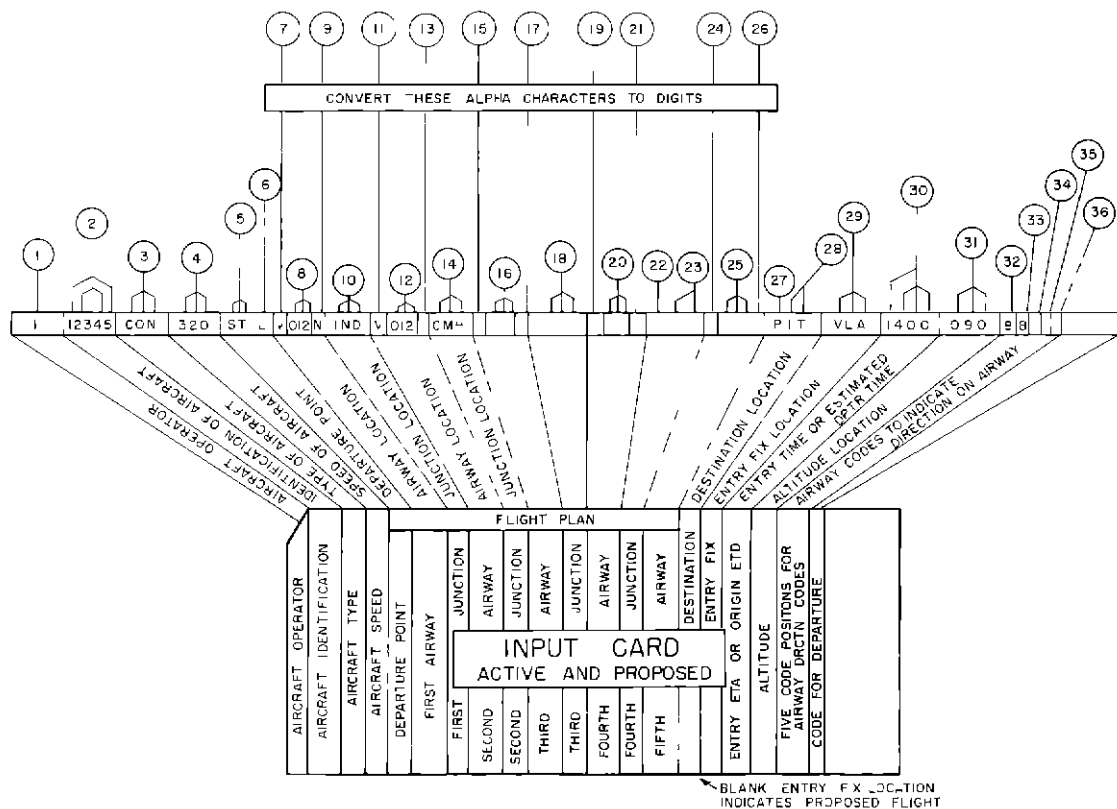 7 9 11 13 15 17 19 21 24 26
CONVERT THESE ALPHA CHARACTERS TO DIGITS
1 2 3 4 5 6 8 10 12 14 16 18 20 22 23 25 27 28 29 30 31 32 33 34 35 36
12345 CON 320 STL 012 N IND V 012 CMH PIT VLA 1400 090 8 8
AIRCRAFT OPERATOR
IDENTIFICATION OF AIRCRAFT
TYPE OF AIRCRAFT
SPEED OF AIRCRAFT
DEPARTURE POINT
AIRWAY LOCATION
JUNCTION LOCATION
AIRWAY LOCATION
JUNCTION LOCATION
DESTINATION LOCATION
ENTRY FIX LOCATION
ENTRY TIME OR ESTIMATED
DPTR TIME
ALTITUDE LOCATION
AIRWAY CODES TO INDICATE
DIRECTION ON AIRWAY
FLIGHT PLAN
AIRCRAFT OPERATOR
AIRCRAFT IDENTIFICATION
AIRCRAFT TYPE
AIRCRAFT SPEED
DEPARTURE POINT
FIRST AIRWAY
FIRST JUNCTION
SECOND AIRWAY
SECOND JUNCTION
THIRD AIRWAY
THIRD JUNCTION
FOURTH AIRWAY
FOURTH JUNCTION
FIFTH AIRWAY
DESTINATION
ENTRY FIX
ENTRY ETA OR ORIGIN ETD
ALTITUDE
FIVE CODE POSITONS FOR
AIRWAY DRCTN CODES
CODE FOR DEPARTURE
INPUT CARD
ACTIVE AND PROPOSED
BLANK ENTRY FIX LOCATION
INDICATES PROPOSED FLIGHT